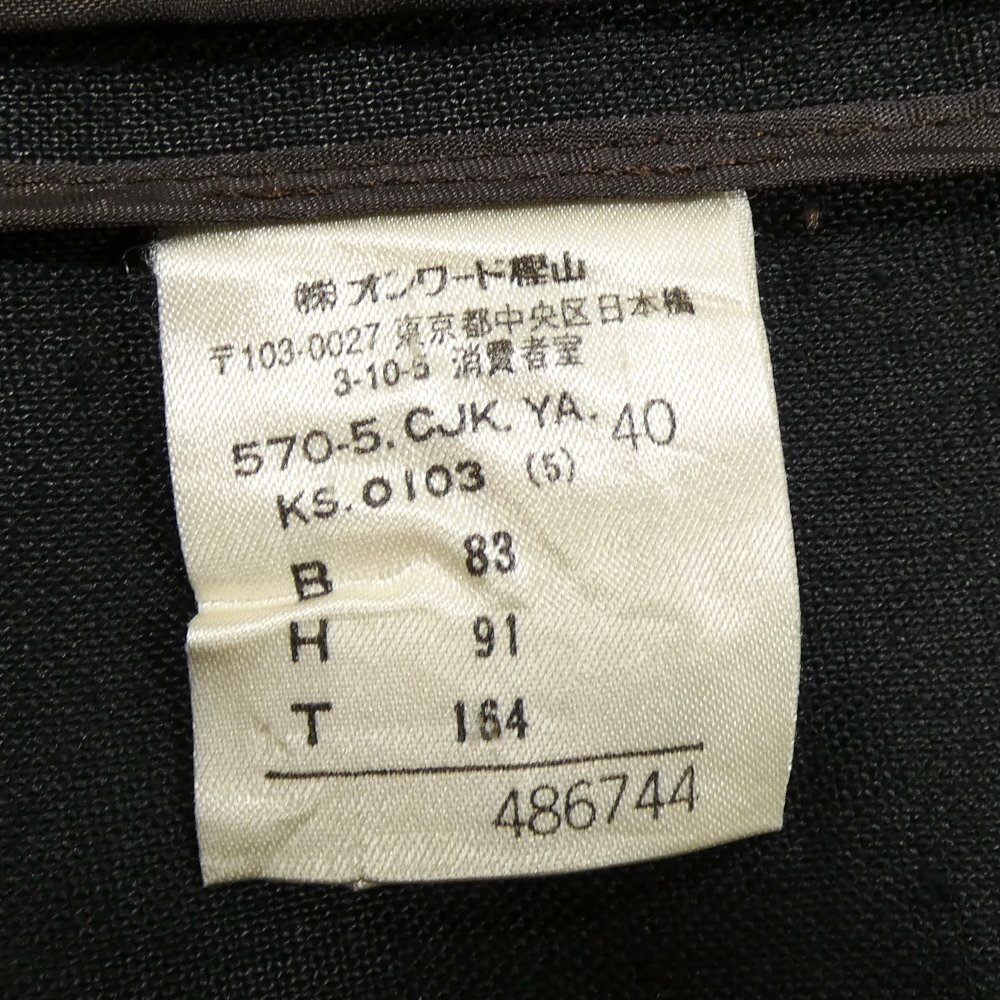 ㈱オンワード樫山
〒103-0027 東京都中央区日本橋
3-10-5 消費者室
570-5.CJK.YA. 40
KS.0103 (5)
B 83
H 91
T 164
486744